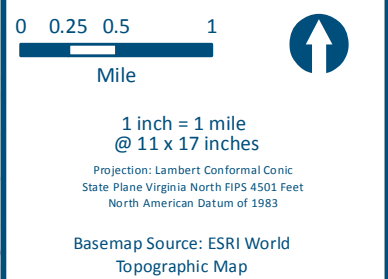 0 0.25 0.5 1
Mile
1 inch = 1 mile
@ 11 x 17 inches
Projection: Lambert Conformal Conic
State Plane Virginia North FIPS 4501 Feet
North American Datum of 1983
Basemap Source: ESRI World
Topographic Map